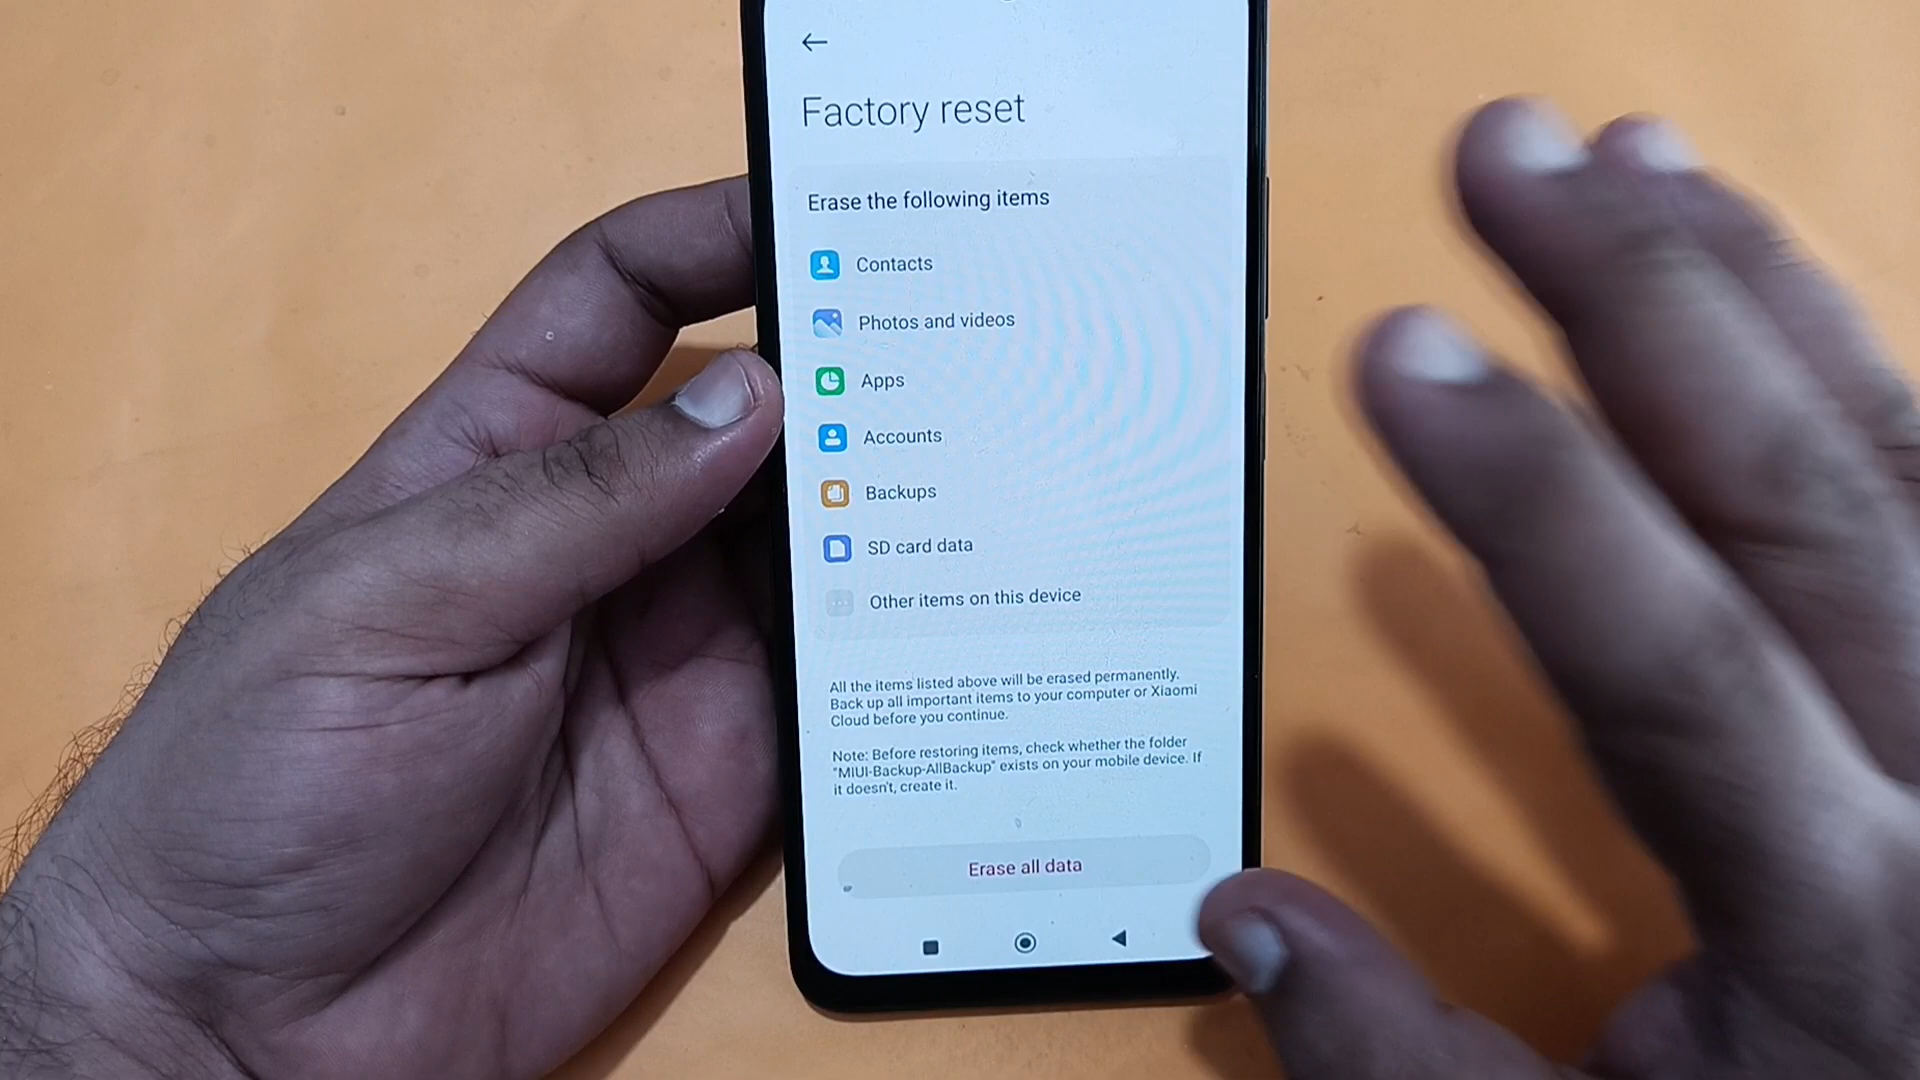 Factory reset
Erase the following items
Contacts
Photos and videos
Apps
Accounts
Backups
SD card data
Other items on this device
All the items listed above will be erased permanently.
Back up all important items to your computer or Xiaomi
Cloud before you continue.
Note: Before restoring items, check whether the folder
"MIUI-Backup-AllBackup" exists on your mobile device. If
it doesn't, create it.
Erase all data